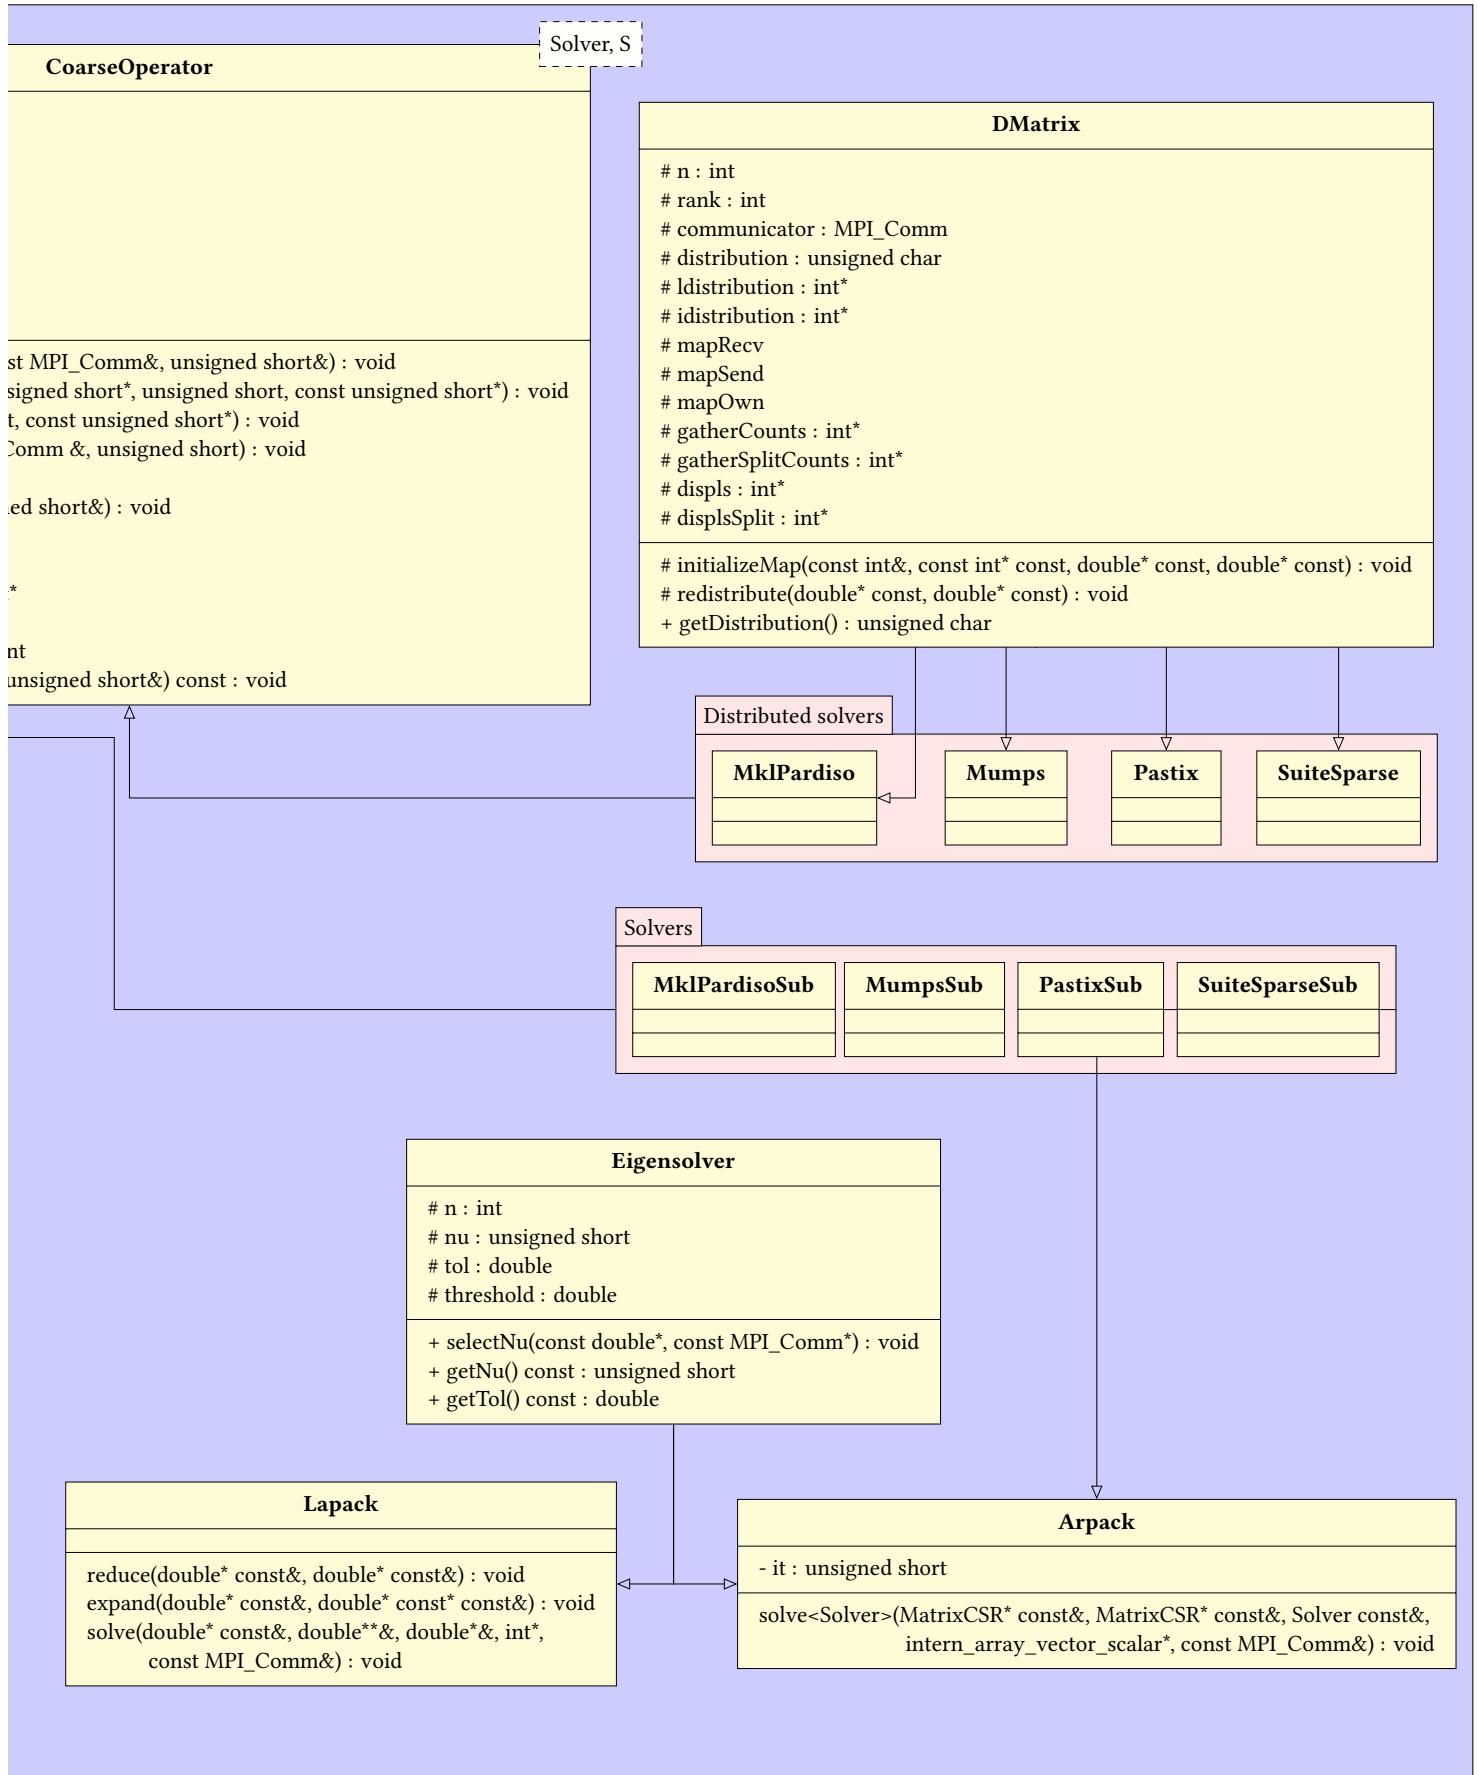 Solver, S
CoarseOperator
st MPI_Comm&, unsigned short&) : void
signed short*, unsigned short, const unsigned short*) : void
t, const unsigned short*) : void
Comm &, unsigned short) : void
ed short&) : void
*
nt
unsigned short&) const : void
DMatrix
# n : int
# rank : int
# communicator : MPI_Comm
# distribution : unsigned char
# ldistribution : int*
# idistribution : int*
# mapRecv
# mapSend
# mapOwn
# gatherCounts : int*
# gatherSplitCounts : int*
# displs : int*
# displsSplit : int*
# initializeMap(const int&, const int* const, double* const, double* const) : void
# redistribute(double* const, double* const) : void
+ getDistribution() : unsigned char
Distributed solvers
MklPardiso
Mumps
Pastix
SuiteSparse
Solvers
MklPardisoSub
MumpsSub
PastixSub
SuiteSparseSub
Eigensolver
# n : int
# nu : unsigned short
# tol : double
# threshold : double
+ selectNu(const double*, const MPI_Comm*) : void
+ getNu() const : unsigned short
+ getTol() const : double
Lapack
reduce(double* const&, double* const&) : void
expand(double* const&, double* const* const&) : void
solve(double* const&, double**&, double*&, int*,
const MPI_Comm&) : void
Arpack
- it : unsigned short
solve<Solver>(MatrixCSR* const&, MatrixCSR* const&, Solver const&,
intern_array_vector_scalar*, const MPI_Comm&) : void